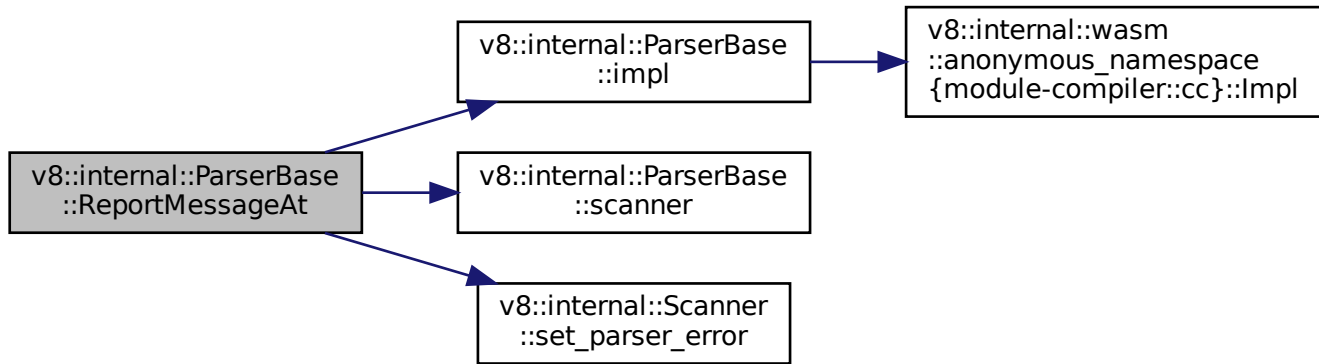 v8::internal::ParserBase
::impl
v8::internal::wasm
::anonymous_namespace
{module-compiler::cc}::Impl
v8::internal::ParserBase
::ReportMessageAt
v8::internal::ParserBase
::scanner
v8::internal::Scanner
::set_parser_error